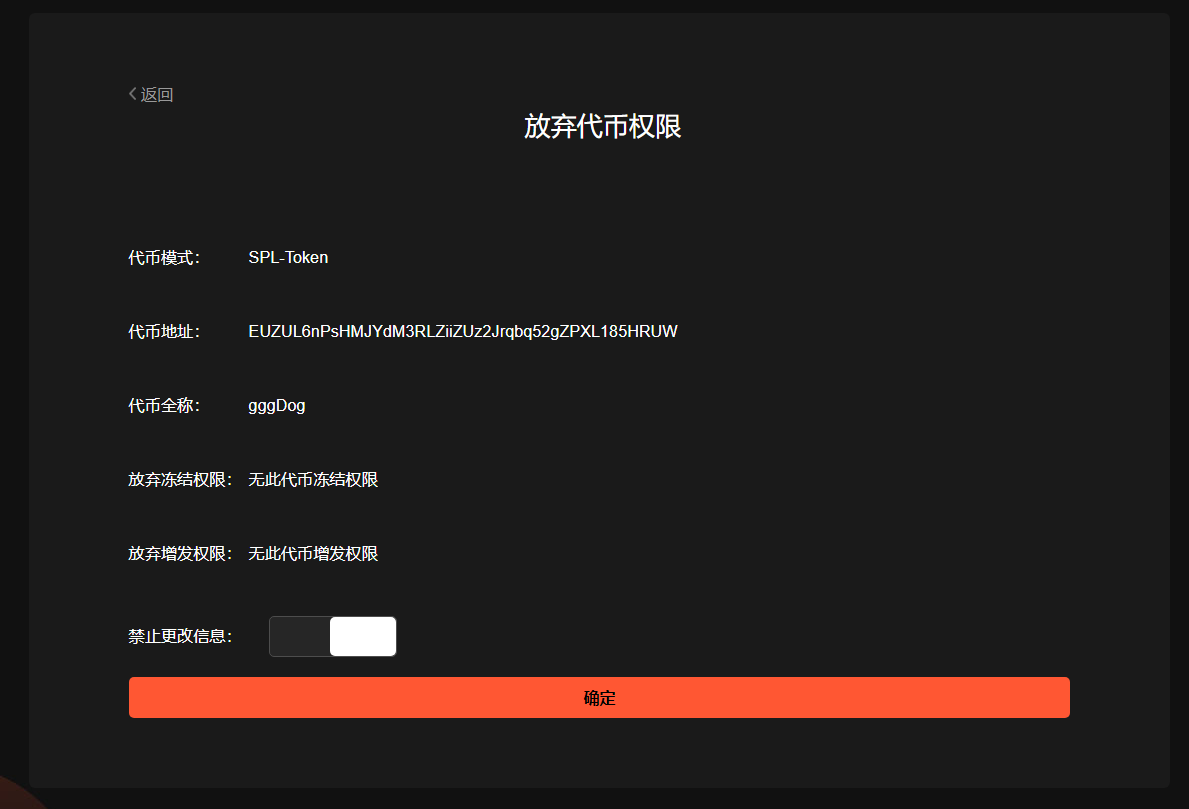 返回
放弃代币权限
代币模式： SPL-Token
代币地址： EUZUL6nPsHMJYdM3RLZiiZUz2Jrqbq52gZPXL185HRUW
代币全称： gggDog
放弃冻结权限： 无此代币冻结权限
放弃增发权限： 无此代币增发权限
禁止更改信息：
确定